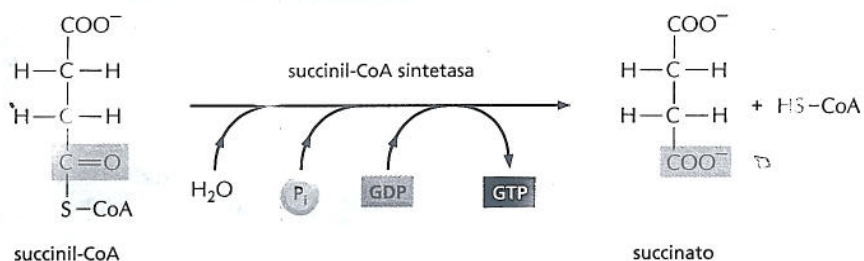 COO⁻
H—C—H
H—C—H
C=O
S—CoA
succinil-CoA
succinil-CoA sintetasa
H₂O
Pᵢ
GDP
GTP
COO⁻
H—C—H
H—C—H
COO⁻
+ HS—CoA
succinato